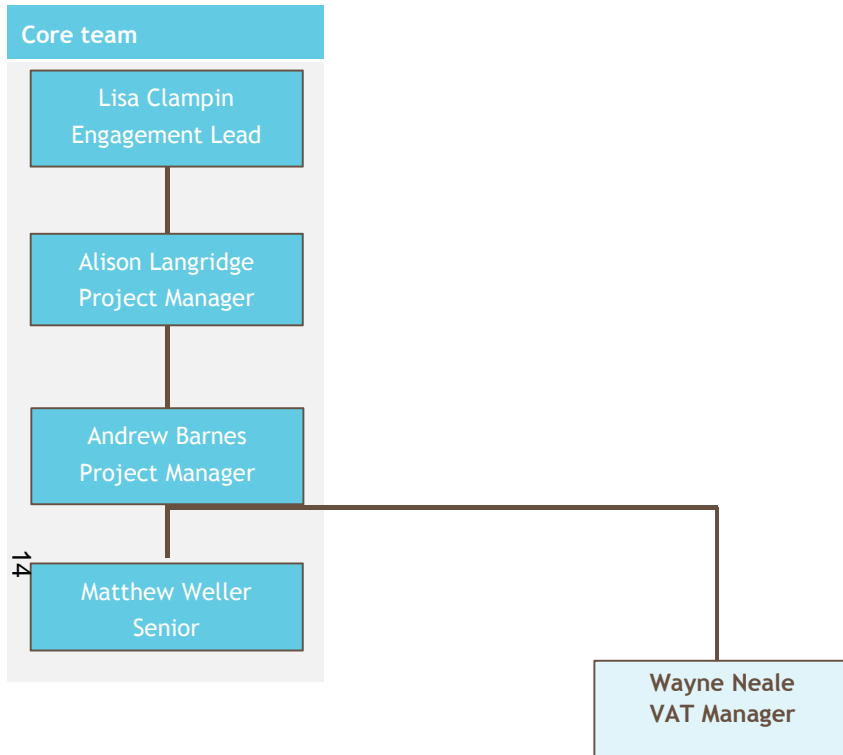 Core team
Lisa Clampin
Engagement Lead
Alison Langridge
Project Manager
Andrew Barnes
Project Manager
14
Matthew Weller
Senior
Wayne Neale
VAT Manager